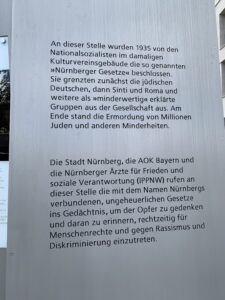 An dieser Stelle wurden 1935 von den
Nationalsozialisten im damaligen
Kulturvereinsgebäude die so genannten
»Nürnberger Gesetze« beschlossen.
Sie grenzten zunächst die jüdischen
Deutschen, dann Sinti und Roma und
weitere als »minderwertig« erklärte
Gruppen aus der Gesellschaft aus. Am
Ende stand die Ermordung von Millionen
Juden und anderen Minderheiten.
Die Stadt Nürnberg, die AOK Bayern und
die Nürnberger Ärzte für Frieden und
soziale Verantwortung (IPPNW) rufen an
dieser Stelle die mit dem Namen Nürnbergs
verbundenen, ungeheuerlichen Gesetze
ins Gedächtnis, um der Opfer zu gedenken
und daran zu erinnern, rechtzeitig für
Menschenrechte und gegen Rassismus und
Diskriminierung einzutreten.